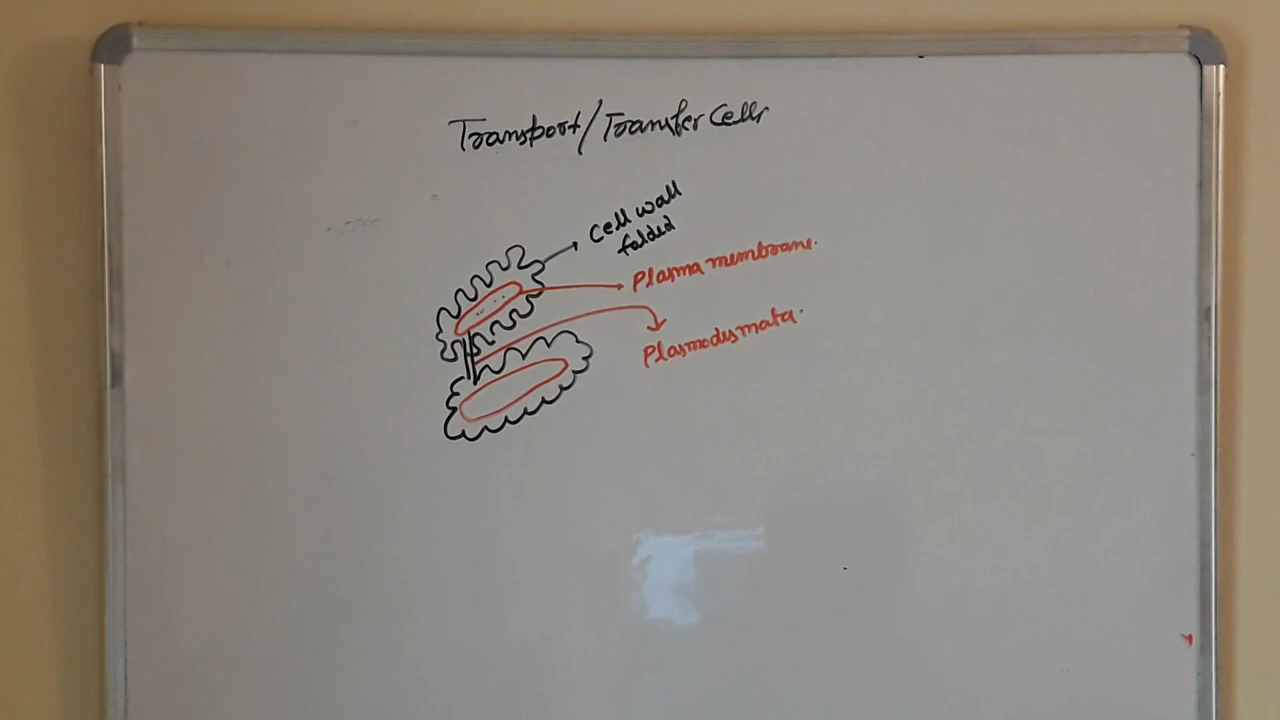 Transport/Transfer Cells
Cell wall
folded
Plasma membrane.
Plasmodesmata.